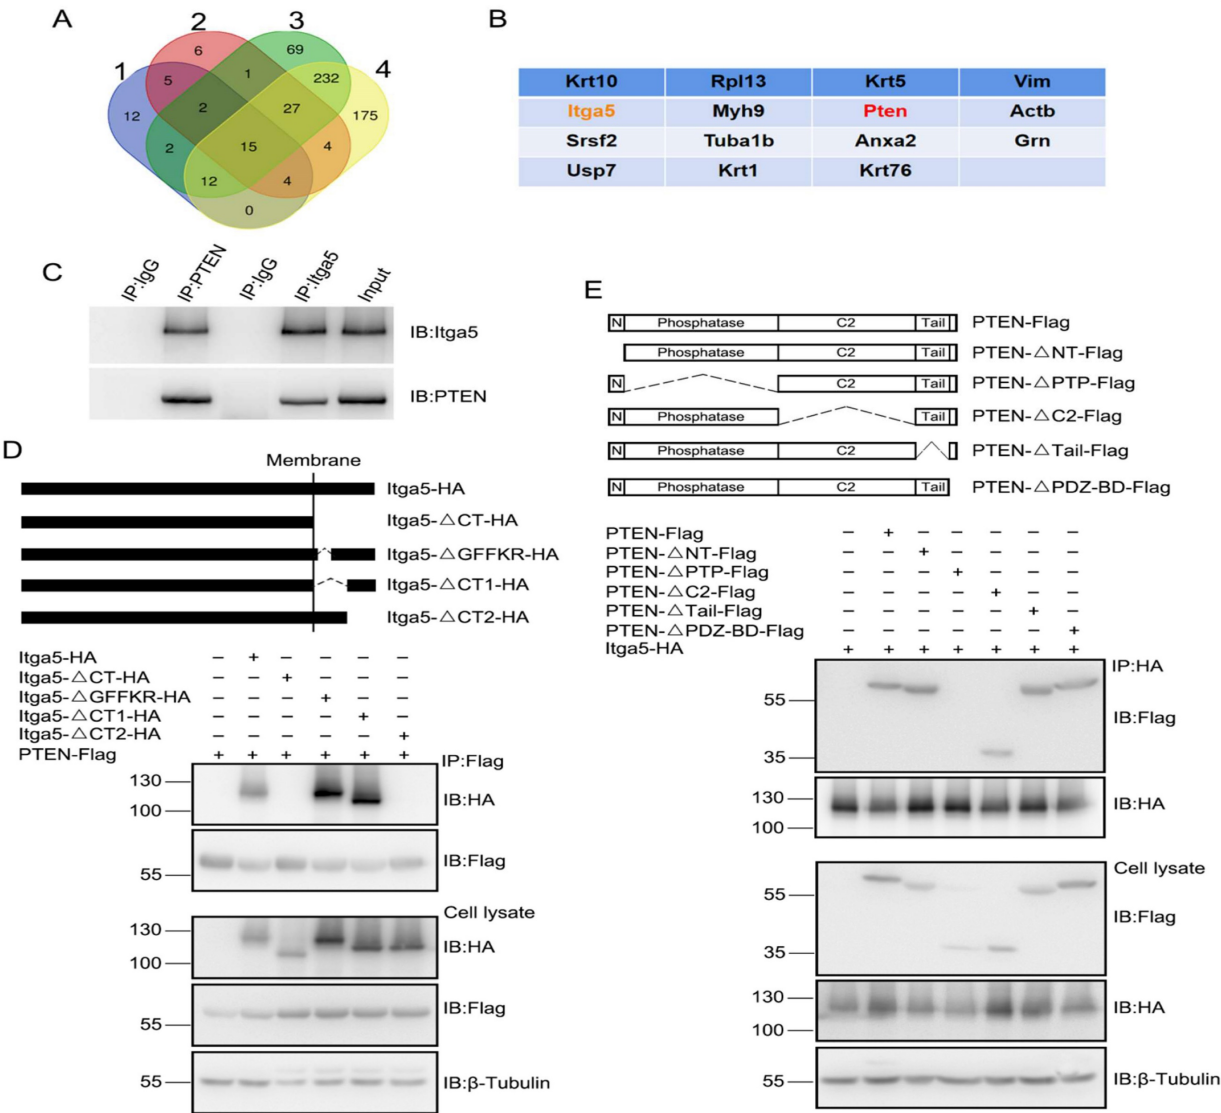 A
1
2
3
4
12
5
6
1
69
232
175
2
27
2
15
4
12
4
0
B
Krt10 Rpl13 Krt5 Vim
Itga5 Myh9 Pten Actb
Srsf2 Tuba1b Anxa2 Grn
Usp7 Krt1 Krt76
C
IP:IgG
IP:PTEN
IP:IgG
IP:Itga5
Input
IB:Itga5
IB:PTEN
D
Membrane
Itga5-HA
Itga5-△CT-HA
Itga5-△GFFKR-HA
Itga5-△CT1-HA
Itga5-△CT2-HA
Itga5-HA − + − − − −
Itga5-△CT-HA − − + − − −
Itga5-△GFFKR-HA − − − + − −
Itga5-△CT1-HA − − − − + −
Itga5-△CT2-HA − − − − − +
PTEN-Flag + + + + + +
IP:Flag
130
100
IB:HA
55
IB:Flag
Cell lysate
130
100
IB:HA
55
IB:Flag
55
IB:β-Tubulin
E
N Phosphatase C2 Tail PTEN-Flag
Phosphatase C2 Tail PTEN-△NT-Flag
N C2 Tail PTEN-△PTP-Flag
N Phosphatase Tail PTEN-△C2-Flag
N Phosphatase C2 PTEN-△Tail-Flag
N Phosphatase C2 Tail PTEN-△PDZ-BD-Flag
PTEN-Flag − + − − − − −
PTEN-△NT-Flag − − + − − − −
PTEN-△PTP-Flag − − − + − − −
PTEN-△C2-Flag − − − − + − −
PTEN-△Tail-Flag − − − − − + −
PTEN-△PDZ-BD-Flag − − − − − − +
Itga5-HA + + + + + + +
IP:HA
55
35
IB:Flag
130
100
IB:HA
Cell lysate
55
35
IB:Flag
130
100
IB:HA
55
IB:β-Tubulin